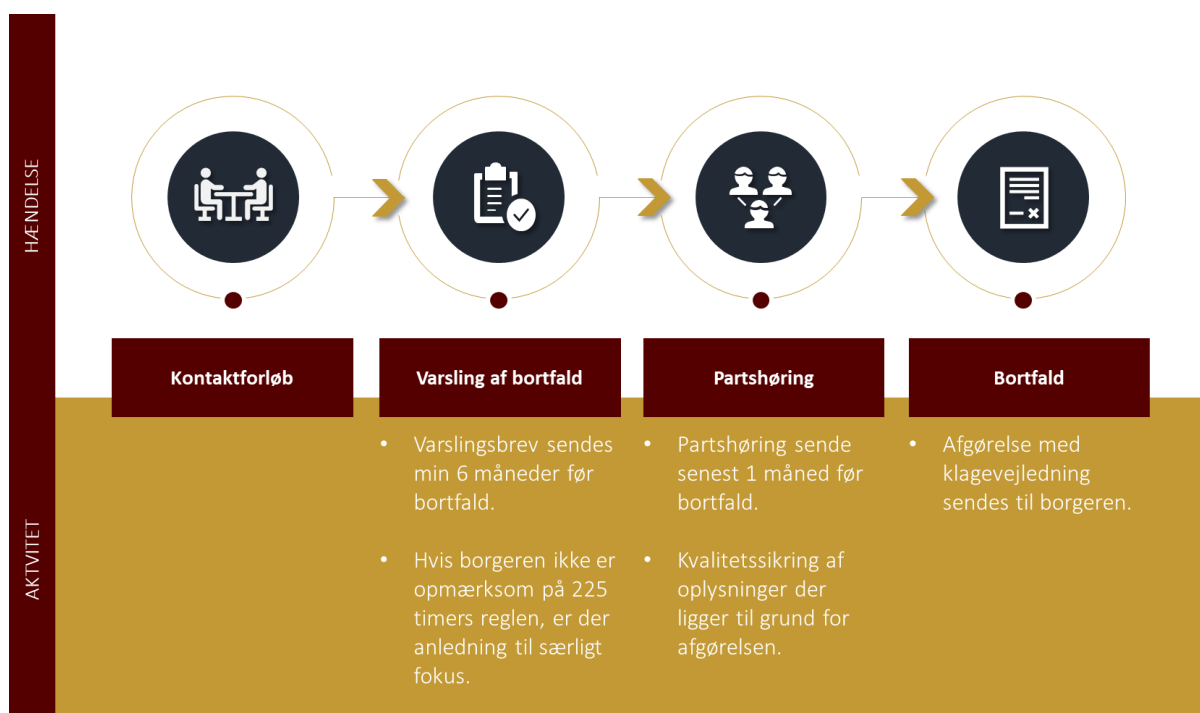 HÆNDELSE
Kontaktforløb
Varsling af bortfald
Partshøring
Bortfald
AKTVITET
• Varslingsbrev sendes
min 6 måneder før
bortfald.
• Hvis borgeren ikke er
opmærksom på 225
timers reglen, er der
anledning til særligt
fokus.
• Partshøring sende
senest 1 måned før
bortfald.
• Kvalitetssikring af
oplysninger der
ligger til grund for
afgørelsen.
• Afgørelse med
klagevejledning
sendes til borgeren.